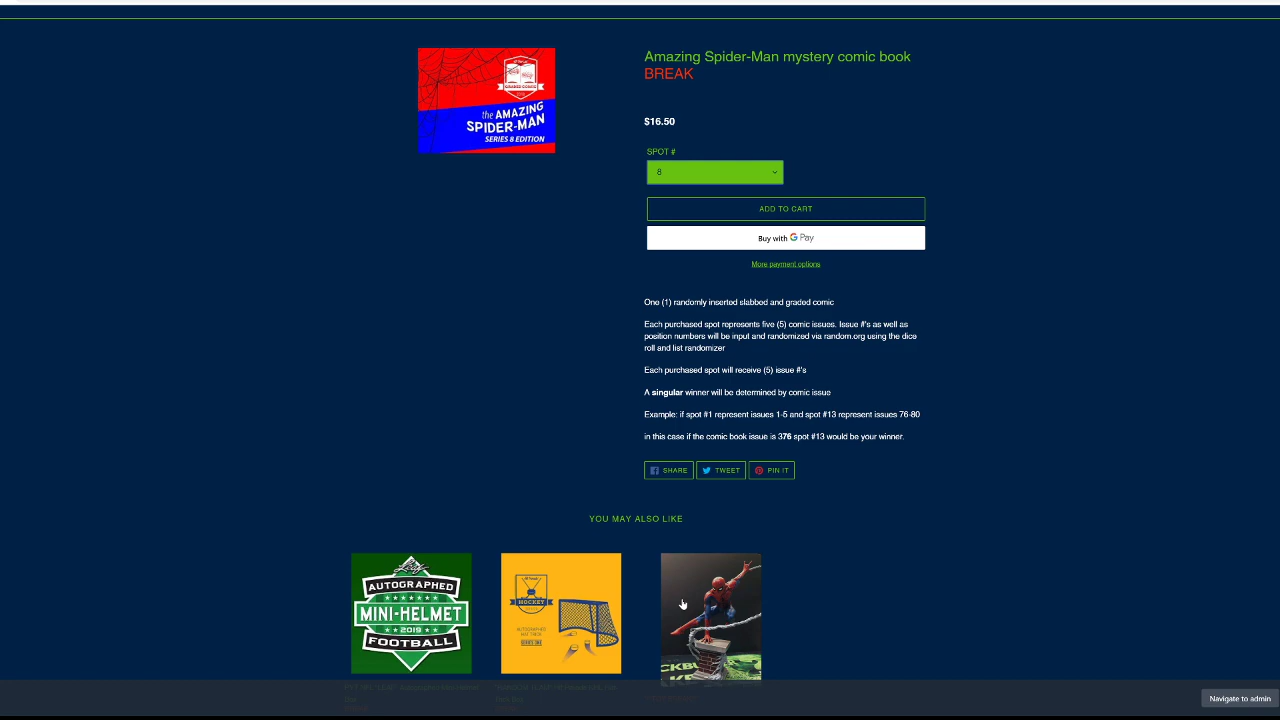 Amazing Spider-Man mystery comic book
BREAK
GRADED COMIC
the AMAZING
SPIDER-MAN
SERIES 8 EDITION
$16.50
SPOT #
8
ADD TO CART
Buy with G Pay
More payment options
One (1) randomly inserted slabbed and graded comic
Each purchased spot represents five (5) comic issues. Issue #'s as well as
position numbers will be input and randomized via random.org using the dice
roll and list randomizer
Each purchased spot will receive (5) issue #'s
A singular winner will be determined by comic issue
Example: if spot #1 represent issues 1-5 and spot #13 represent issues 76-80
in this case if the comic book issue is 376 spot #13 would be your winner.
SHARE
TWEET
PIN IT
YOU MAY ALSO LIKE
Leaf
AUTOGRAPHED
MINI-HELMET
2019
FOOTBALL
HOCKEY
AUTOGRAPHED
HAT TRICK
Navigate to admin